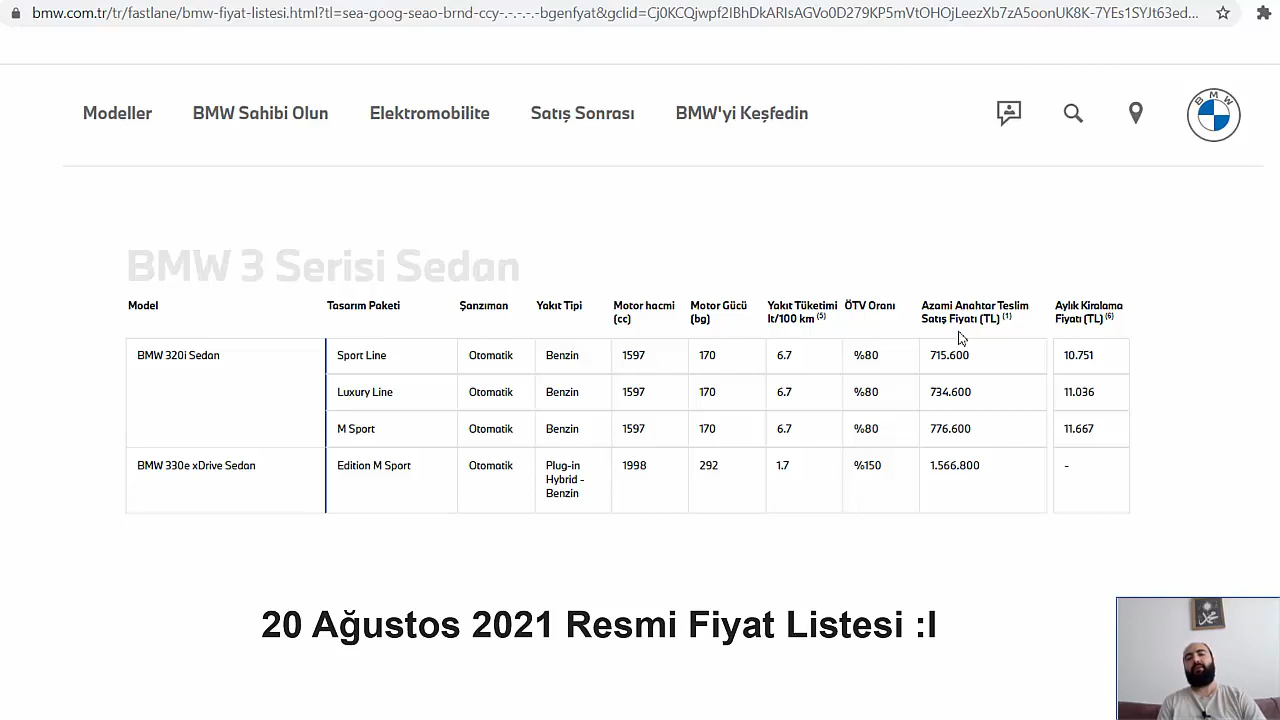 bmw.com.tr/tr/fastlane/bmw-fiyat-listesi.html?tl=sea-goog-seao-brnd-ccy-.-.-.-.-bgenfyat&gclid=Cj0KCQjwpf2IBhDkARIsAGVo0D279KP5mVtOHOjLeezXb7zA5oonUK8K-7YEs1SYJt63ed...
Modeller BMW Sahibi Olun Elektromobilite Satış Sonrası BMW'yi Keşfedin
BMW
BMW 3 Serisi Sedan
Model Tasarım Paketi Şanzıman Yakıt Tipi Motor hacmi (cc) Motor Gücü (bg) Yakıt Tüketimi lt/100 km (5) ÖTV Oranı Azami Anahtar Teslim Satış Fiyatı (TL) (1) Aylık Kiralama Fiyatı (TL) (6)
BMW 320i Sedan Sport Line Otomatik Benzin 1597 170 6.7 %80 715.600 10.751
Luxury Line Otomatik Benzin 1597 170 6.7 %80 734.600 11.036
M Sport Otomatik Benzin 1597 170 6.7 %80 776.600 11.667
BMW 330e xDrive Sedan Edition M Sport Otomatik Plug-in Hybrid - Benzin 1998 292 1.7 %150 1.566.800 -
20 Ağustos 2021 Resmi Fiyat Listesi :l